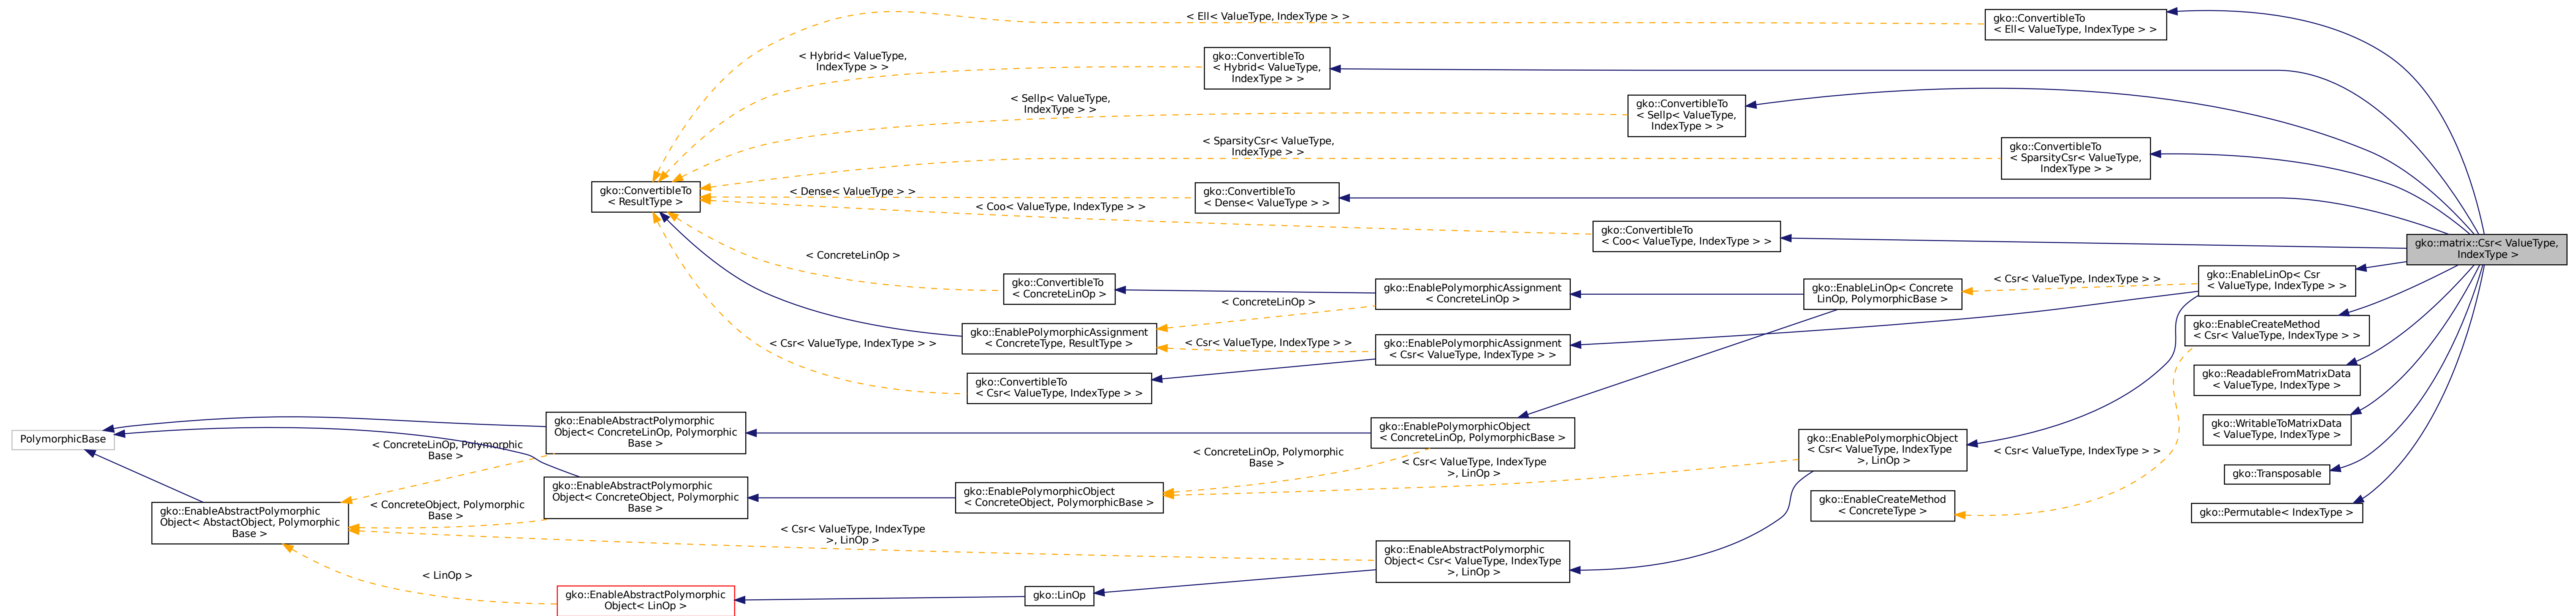 < Ell< ValueType, IndexType > >
gko::ConvertibleTo
< Ell< ValueType, IndexType > >
< Hybrid< ValueType,
IndexType > >
gko::ConvertibleTo
< Hybrid< ValueType,
IndexType > >
< Sellp< ValueType,
IndexType > >
gko::ConvertibleTo
< Sellp< ValueType,
IndexType > >
< SparsityCsr< ValueType,
IndexType > >
gko::ConvertibleTo
< SparsityCsr< ValueType,
IndexType > >
gko::ConvertibleTo
< ResultType >
< Dense< ValueType > >
gko::ConvertibleTo
< Dense< ValueType > >
< Coo< ValueType, IndexType > >
gko::ConvertibleTo
< Coo< ValueType, IndexType > >
gko::matrix::Csr< ValueType,
IndexType >
< ConcreteLinOp >
gko::ConvertibleTo
< ConcreteLinOp >
gko::EnablePolymorphicAssignment
< ConcreteLinOp >
gko::EnableLinOp< Concrete
LinOp, PolymorphicBase >
< Csr< ValueType, IndexType > >
gko::EnableLinOp< Csr
< ValueType, IndexType > >
< ConcreteLinOp >
gko::EnablePolymorphicAssignment
< ConcreteType, ResultType >
< Csr< ValueType, IndexType > >
gko::EnablePolymorphicAssignment
< Csr< ValueType, IndexType > >
gko::EnableCreateMethod
< Csr< ValueType, IndexType > >
< Csr< ValueType, IndexType > >
gko::ConvertibleTo
< Csr< ValueType, IndexType > >
gko::ReadableFromMatrixData
< ValueType, IndexType >
PolymorphicBase
gko::EnableAbstractPolymorphic
Object< ConcreteLinOp, Polymorphic
Base >
gko::EnablePolymorphicObject
< ConcreteLinOp, PolymorphicBase >
gko::WritableToMatrixData
< ValueType, IndexType >
< ConcreteLinOp, Polymorphic
Base >
< ConcreteLinOp, Polymorphic
Base >
< Csr< ValueType, IndexType
>, LinOp >
gko::EnablePolymorphicObject
< Csr< ValueType, IndexType
>, LinOp >
< Csr< ValueType, IndexType > >
gko::Transposable
gko::EnableAbstractPolymorphic
Object< ConcreteObject, Polymorphic
Base >
gko::EnablePolymorphicObject
< ConcreteObject, PolymorphicBase >
gko::EnableCreateMethod
< ConcreteType >
gko::Permutable< IndexType >
< ConcreteObject, Polymorphic
Base >
gko::EnableAbstractPolymorphic
Object< AbstactObject, Polymorphic
Base >
< Csr< ValueType, IndexType
>, LinOp >
gko::EnableAbstractPolymorphic
Object< Csr< ValueType, IndexType
>, LinOp >
< LinOp >
gko::EnableAbstractPolymorphic
Object< LinOp >
gko::LinOp